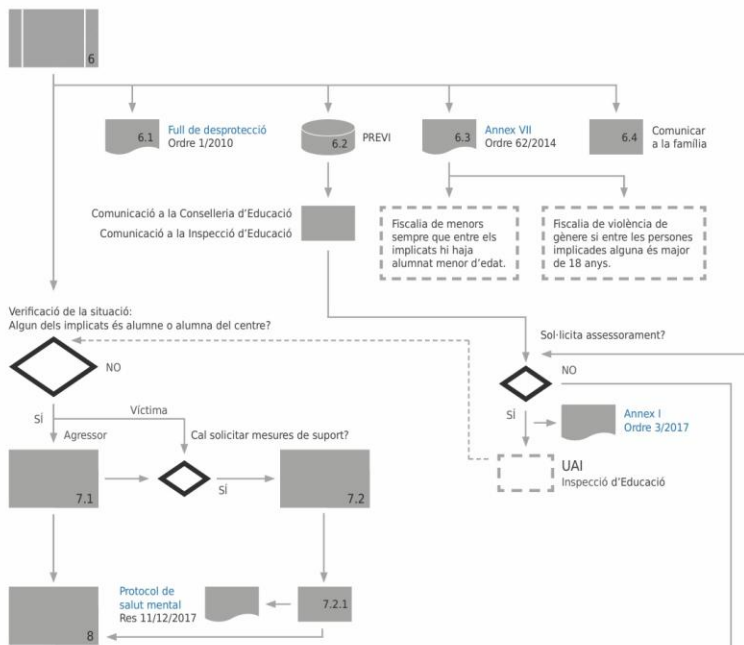 6
6.1
Full de desprotecció
Ordre 1/2010
6.2
PREVI
6.3
Annex VII
Ordre 62/2014
6.4
Comunicar
a la família
Comunicació a la Conselleria d'Educació
Comunicació a la Inspecció d'Educació
Fiscalia de menors
sempre que entre els
implicats hi haja
alumnat menor d'edat.
Fiscalia de violència de
gènere si entre les persones
implicades alguna és major
de 18 anys.
Verificació de la situació:
Algun dels implicats és alumne o alumna del centre?
NO
Sol·licita assessorament?
NO
SÍ
Annex I
Ordre 3/2017
UAI
Inspecció d'Educació
SÍ
Víctima
Agressor
Cal solicitar mesures de suport?
7.1
SÍ
7.2
Protocol de
salut mental
Res 11/12/2017
7.2.1
8